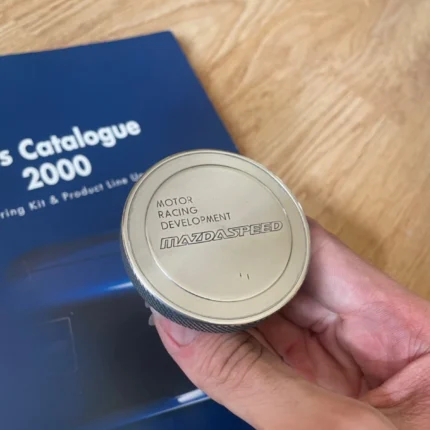 s Catalogue
2000
ring Kit & Product Line U
MOTOR
RACING
DEVELOPMENT
MAZDASPEED